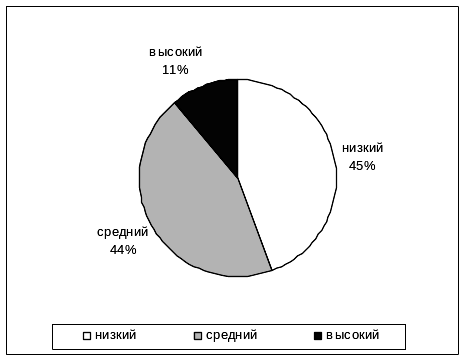 высокий
11%
низкий
45%
средний
44%
низкий средний высокий